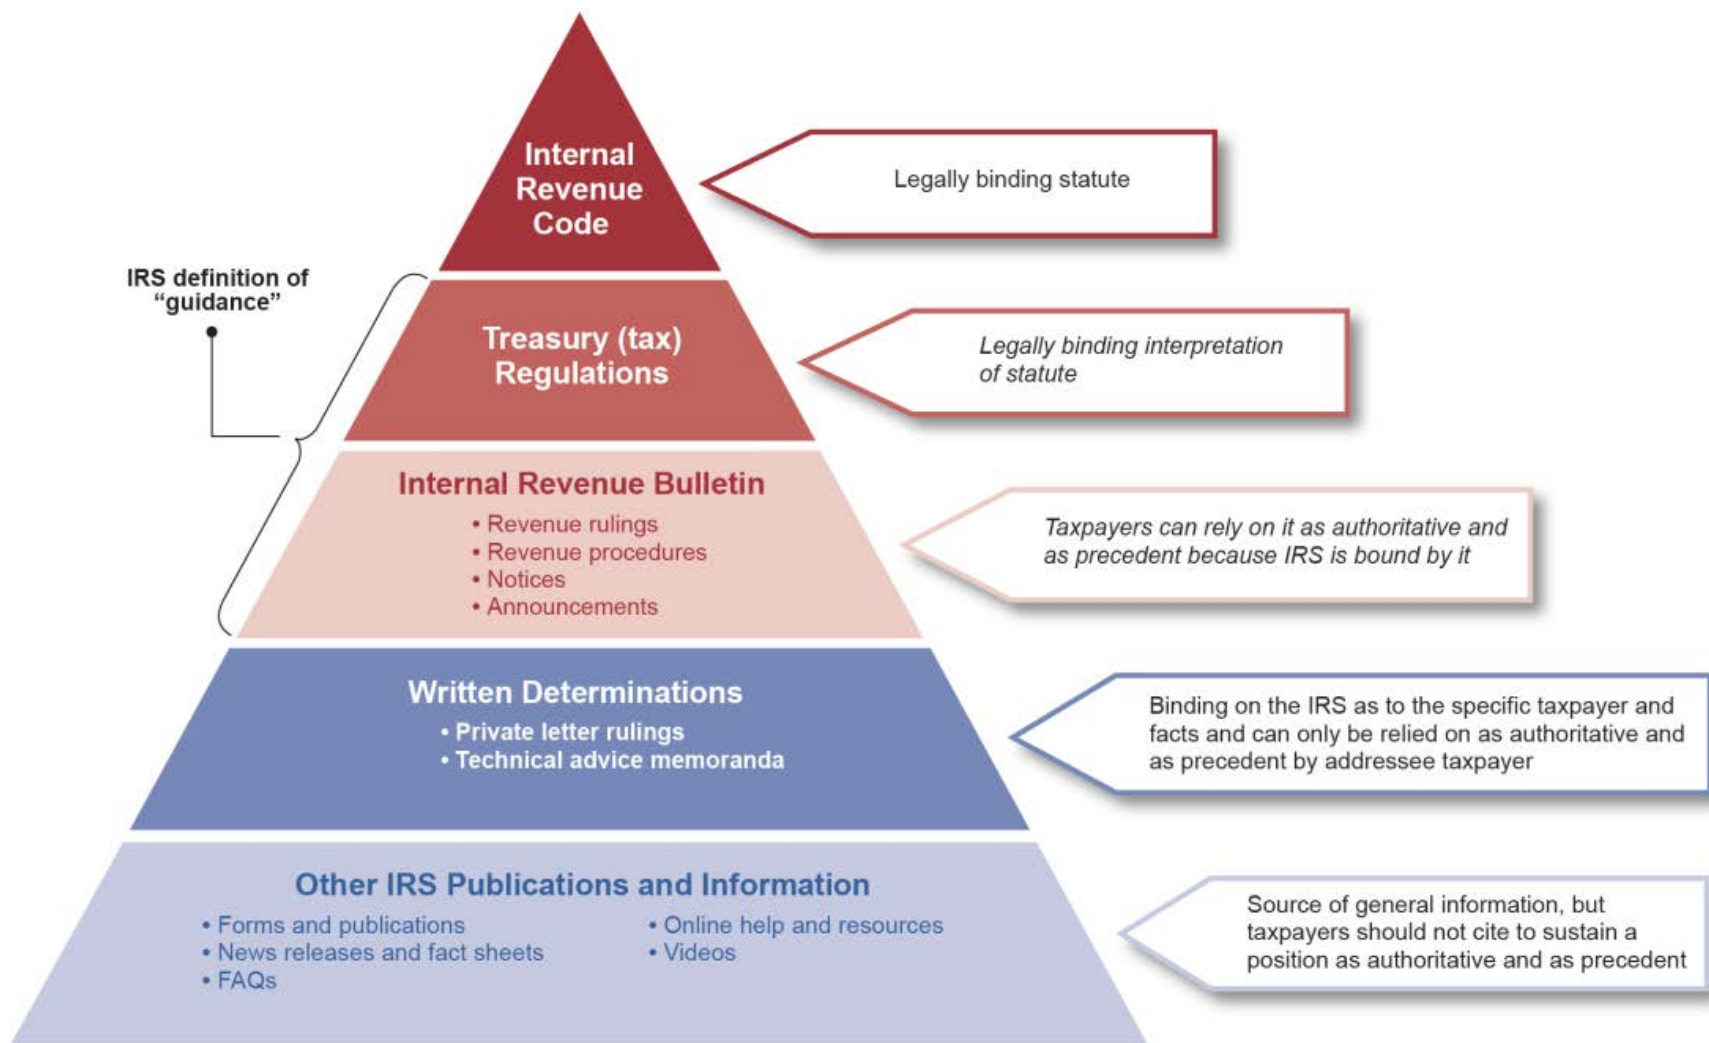 Internal
Revenue
Code
Legally binding statute
IRS definition of
“guidance”
Treasury (tax)
Regulations
Legally binding interpretation
of statute
Internal Revenue Bulletin
• Revenue rulings
• Revenue procedures
• Notices
• Announcements
Taxpayers can rely on it as authoritative and
as precedent because IRS is bound by it
Written Determinations
• Private letter rulings
• Technical advice memoranda
Binding on the IRS as to the specific taxpayer and
facts and can only be relied on as authoritative and
as precedent by addressee taxpayer
Other IRS Publications and Information
• Forms and publications
• News releases and fact sheets
• FAQs
• Online help and resources
• Videos
Source of general information, but
taxpayers should not cite to sustain a
position as authoritative and as precedent